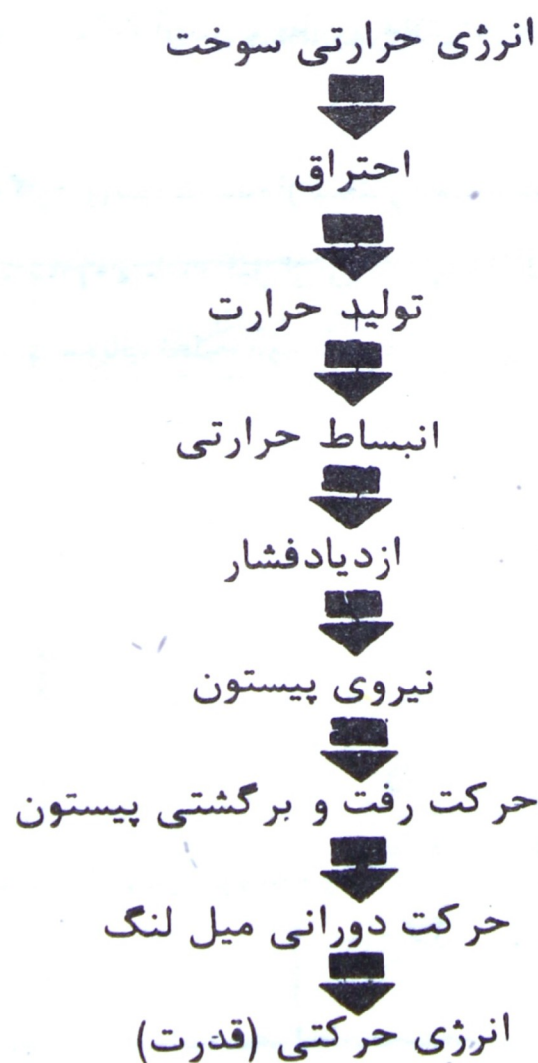 انرژی حرارتی سوخت
احتراق
تولید حرارت
انبساط حرارتی
ازدیادفشار
نیروی پیستون
حرکت رفت و برگشتی پیستون
حرکت دورانی میل لنگ
انرژی حرکتی (قدرت)